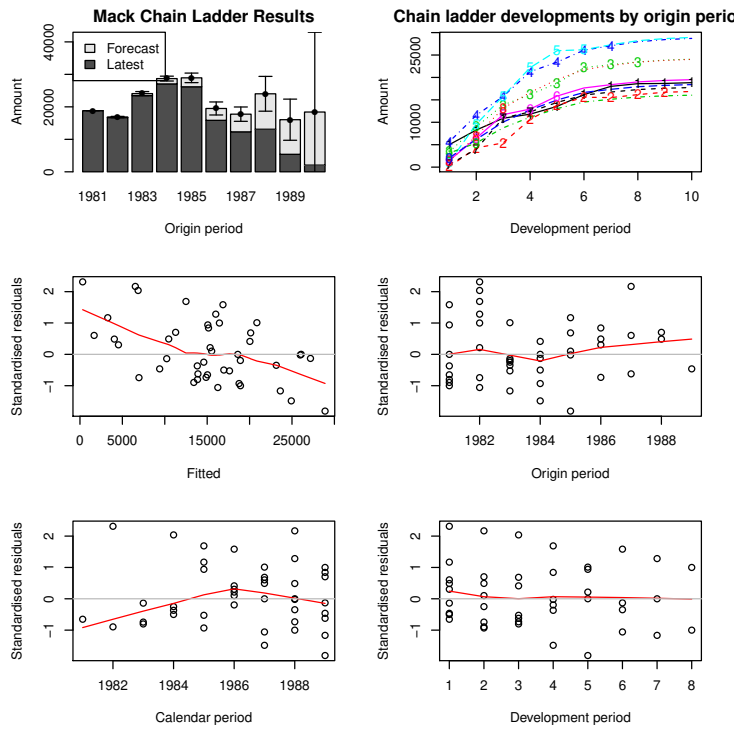 Mack Chain Ladder Results
Amount
0 20000 40000
Forecast
Latest
1981 1983 1985 1987 1989
Origin period
Chain ladder developments by origin perio
Amount
0 10000 25000
2 4 6 8 10
Development period
Standardised residuals
−1 0 1 2
0 5000 15000 25000
Fitted
Standardised residuals
−1 0 1 2
1982 1984 1986 1988
Origin period
Standardised residuals
−1 0 1 2
1982 1984 1986 1988
Calendar period
Standardised residuals
−1 0 1 2
1 2 3 4 5 6 7 8
Development period